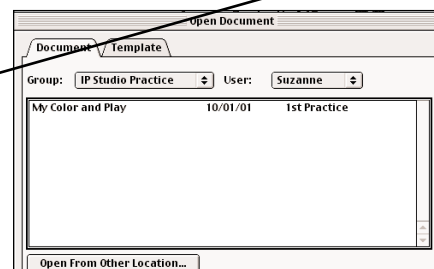 Open Document
Document Template
Group: IP Studio Practice User: Suzanne
My Color and Play 10/01/01 1st Practice
Open From Other Location...